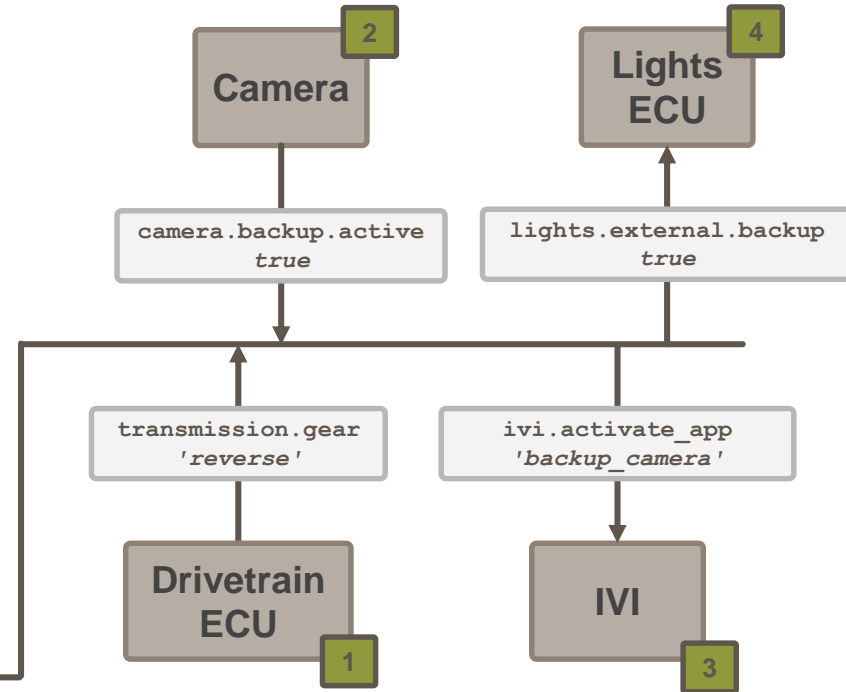 2
Camera
4
Lights
ECU
camera.backup.active
true
lights.external.backup
true
transmission.gear
'reverse'
ivi.activate_app
'backup_camera'
Drivetrain
ECU
1
IVI
3